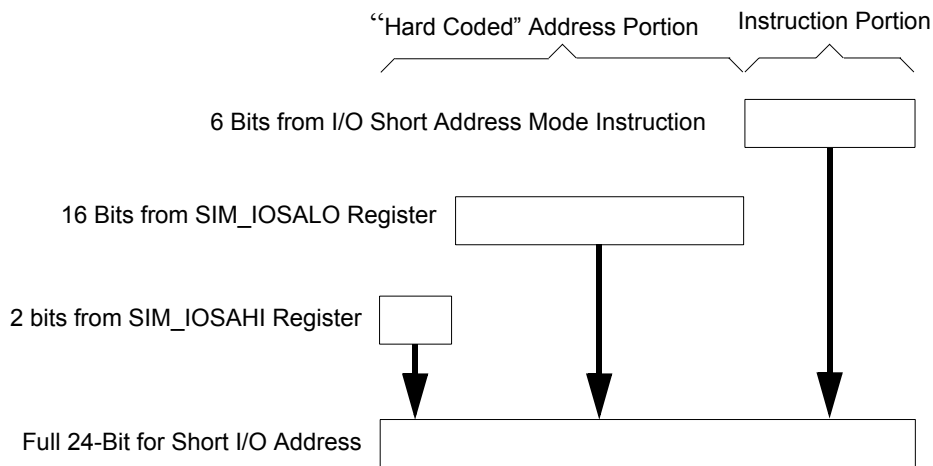 “Hard Coded” Address Portion
Instruction Portion
6 Bits from I/O Short Address Mode Instruction
16 Bits from SIM_IOSALO Register
2 bits from SIM_IOSAHI Register
Full 24-Bit for Short I/O Address